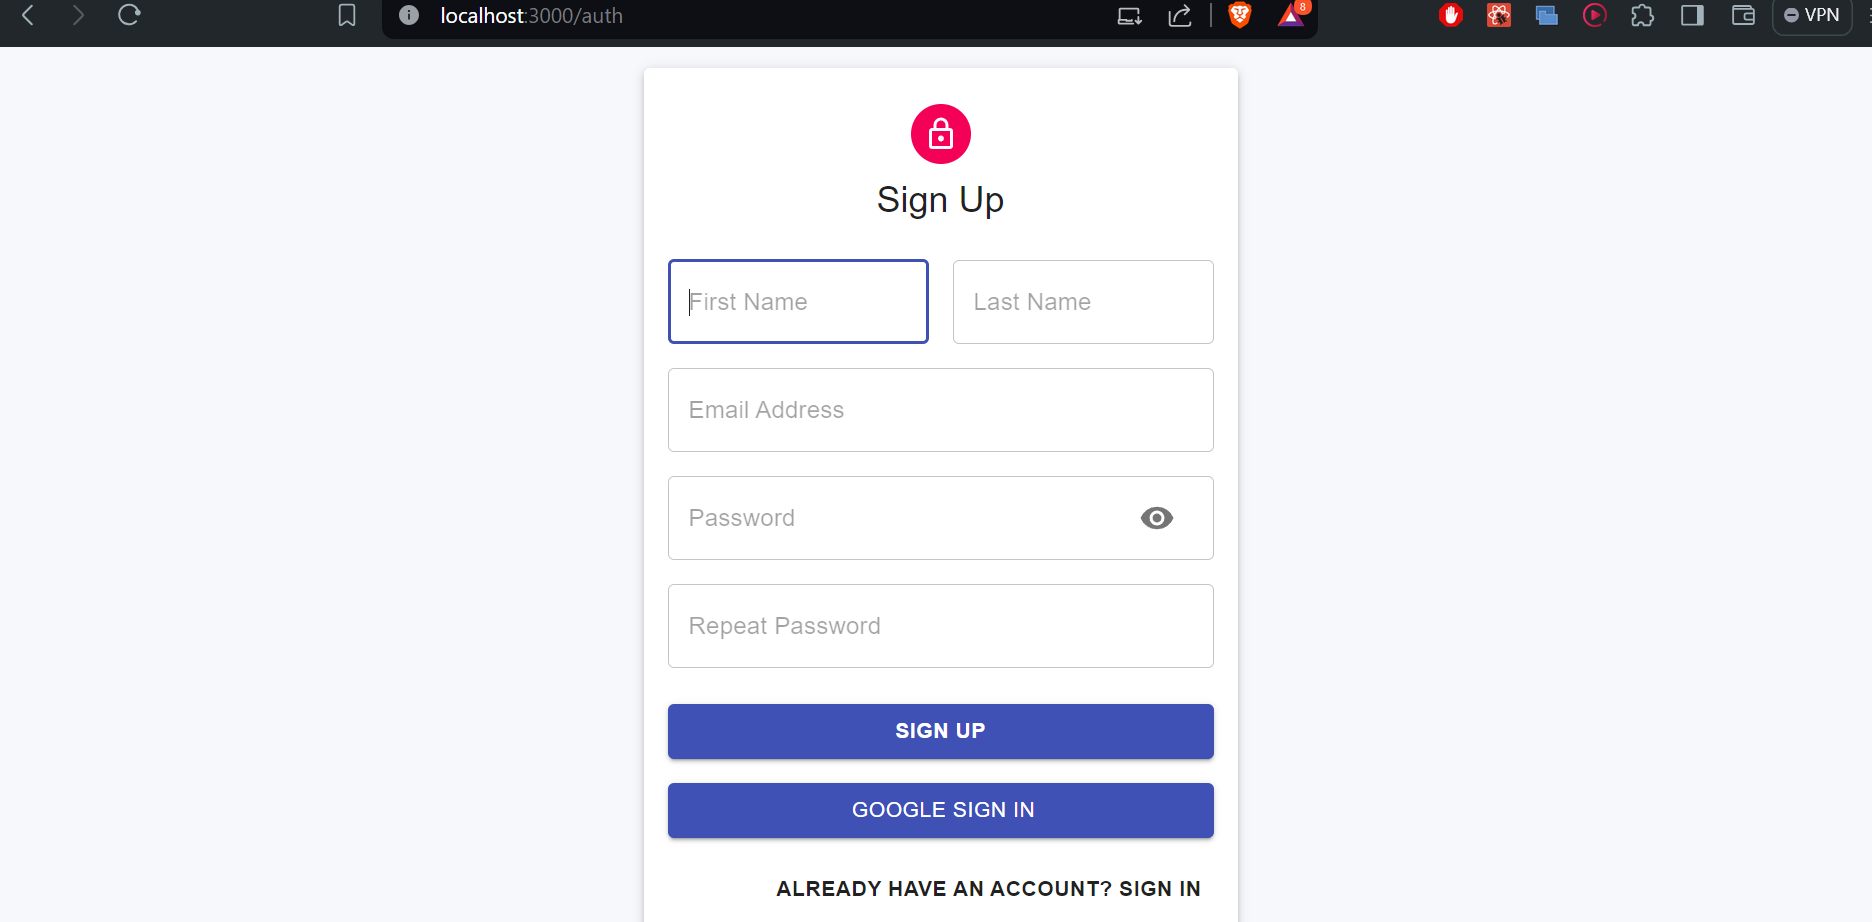 localhost:3000/auth
8
VPN
Sign Up
First Name
Last Name
Email Address
Password
Repeat Password
SIGN UP
GOOGLE SIGN IN
ALREADY HAVE AN ACCOUNT? SIGN IN